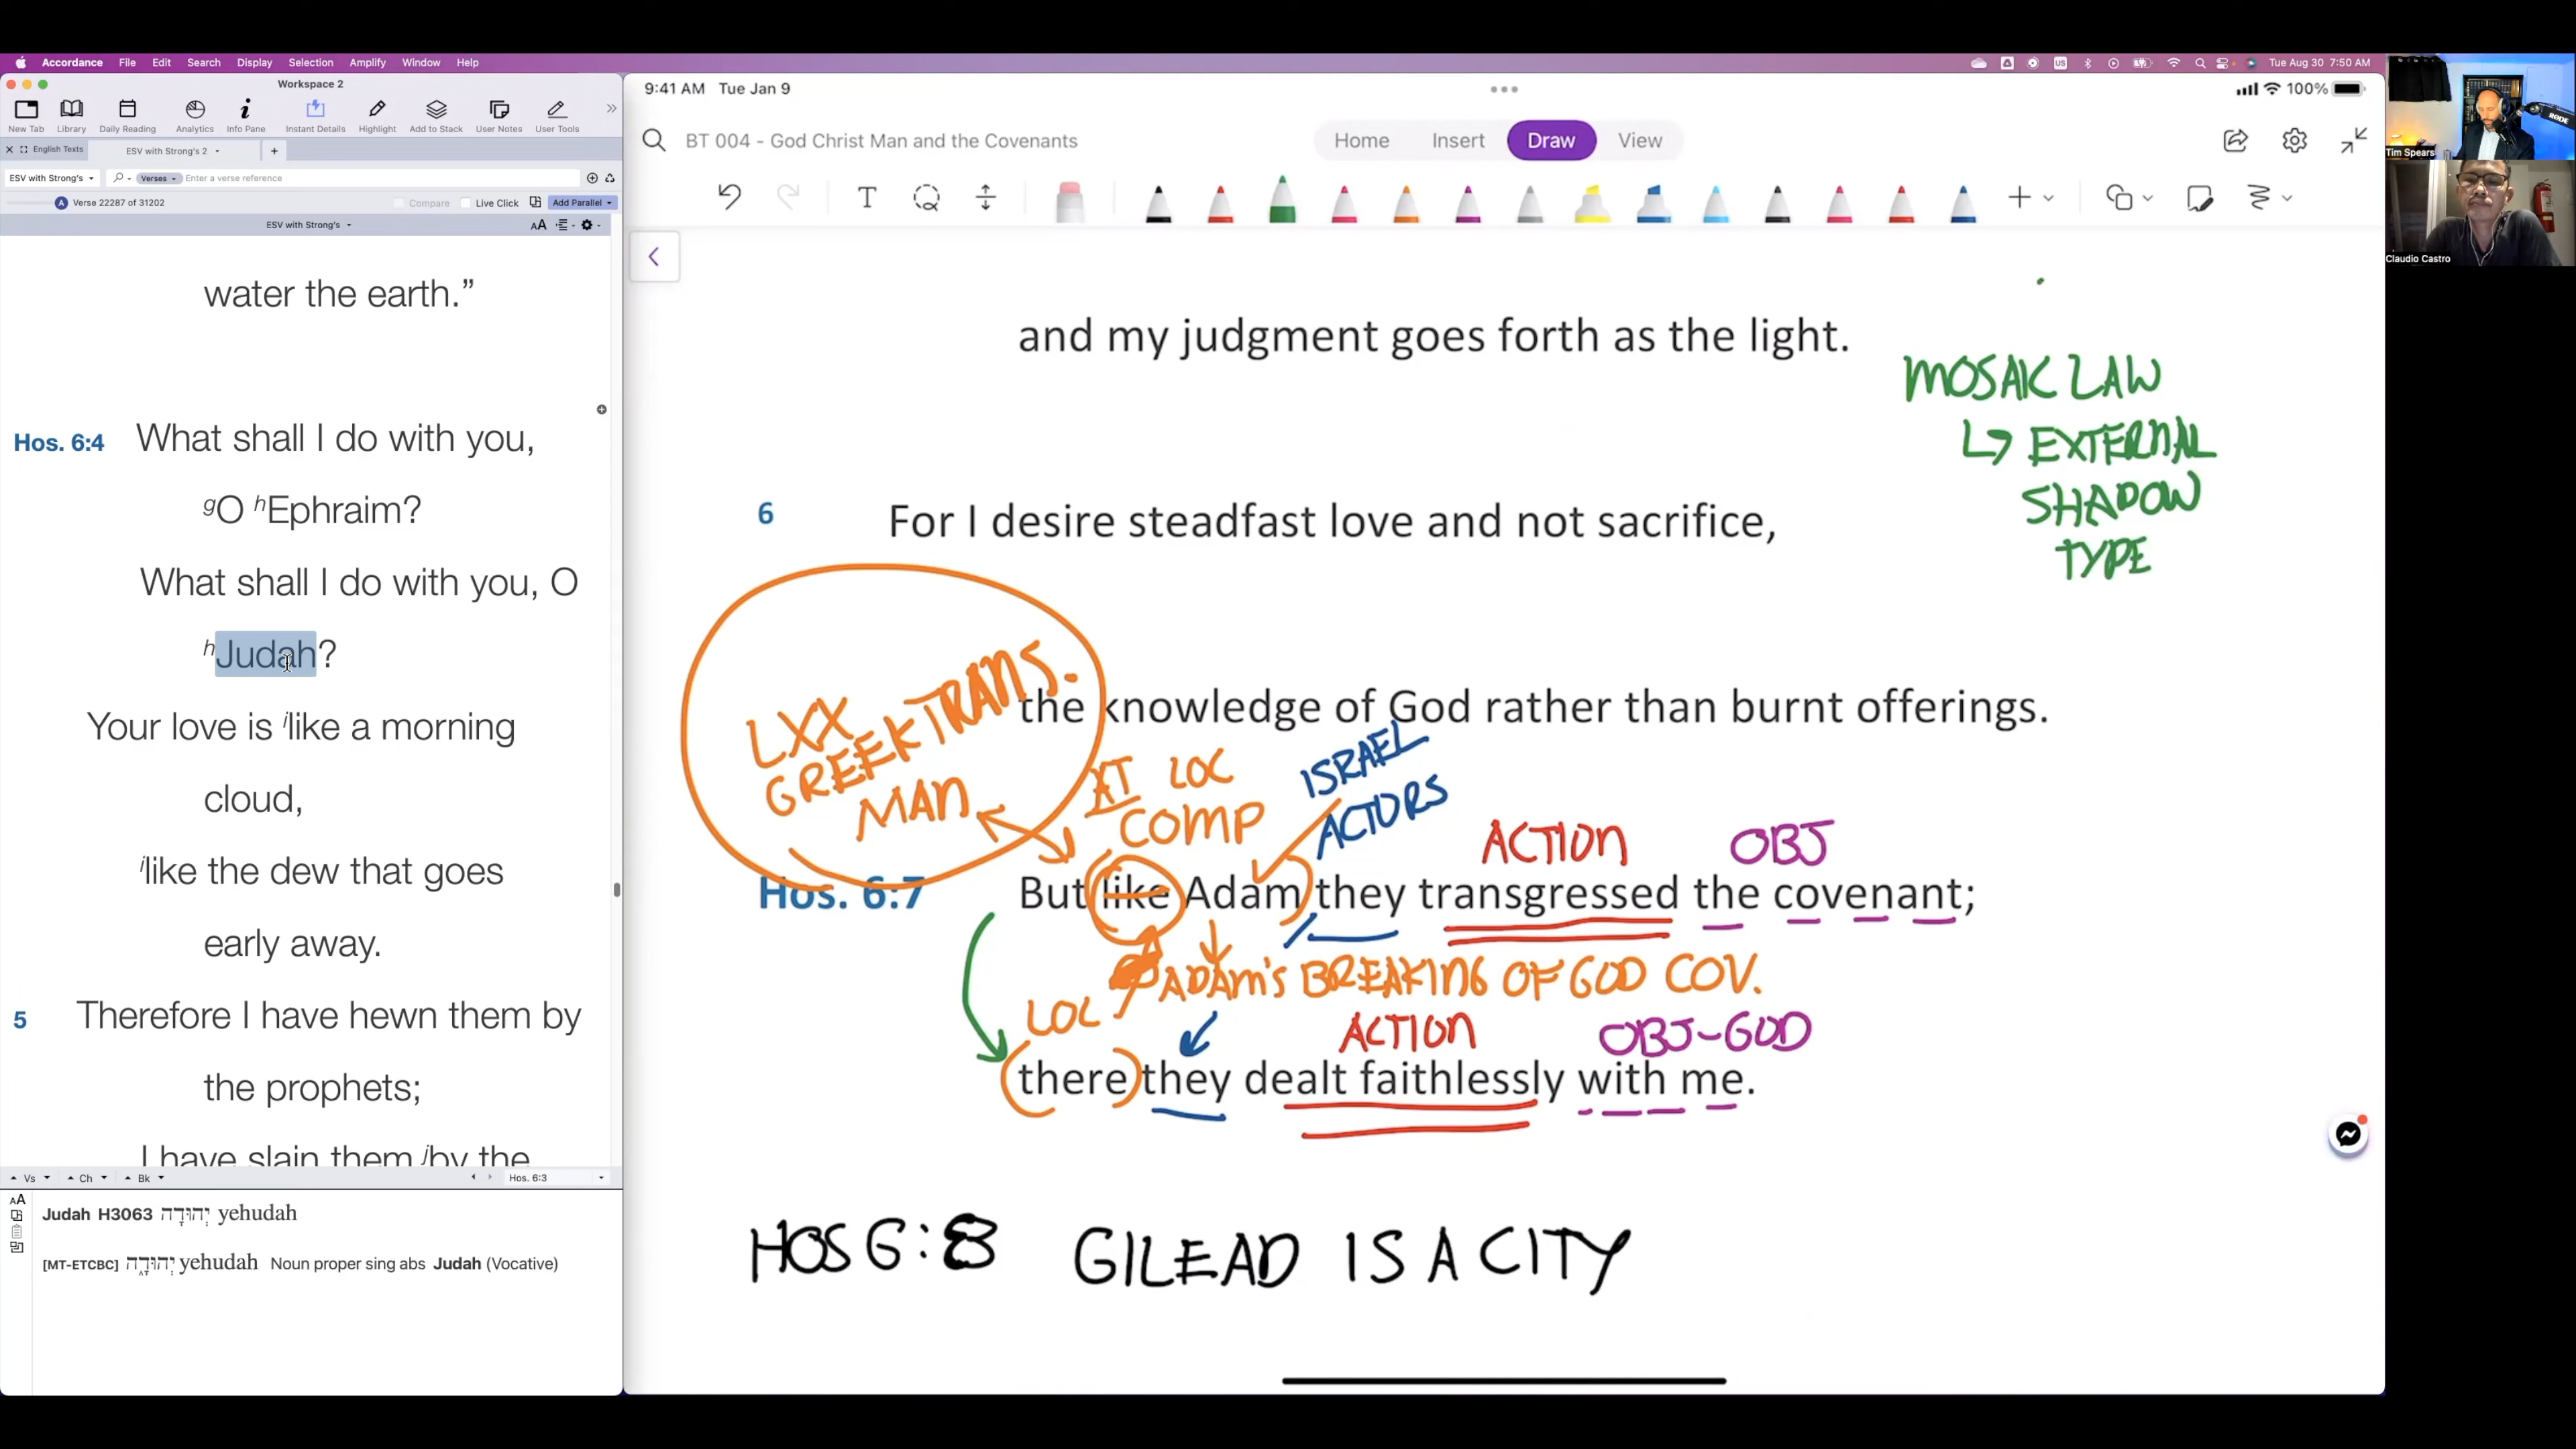 Accordance File Edit Search Display Selection Amplify Window Help
Tue Aug 30 7:50 AM
Workspace 2
New Tab Library Daily Reading Analytics Info Pane Instant Details Highlight Add to Stack User Notes User Tools
English Texts
ESV with Strong's 2
ESV with Strong's
Verses
Enter a verse reference
Verse 22287 of 31202
Compare
Live Click
Add Parallel
ESV with Strong's
water the earth.”
Hos. 6:4 What shall I do with you,
gO hEphraim?
What shall I do with you, O
hJudah?
Your love is ilike a morning
cloud,
ilike the dew that goes
early away.
5 Therefore I have hewn them by
the prophets;
I have slain them jby the
Vs Ch Bk
Hos. 6:3
Judah H3063 יְהוּדָה yehudah
[MT-ETCBC] יְהוּדָ֑ה yehudah Noun proper sing abs Judah (Vocative)
9:41 AM Tue Jan 9
100%
BT 004 - God Christ Man and the Covenants
Home Insert Draw View
and my judgment goes forth as the light.
MOSAIC LAW
EXTERNAL
SHADOW
TYPE
6 For I desire steadfast love and not sacrifice,
the knowledge of God rather than burnt offerings.
LXX
GREEK TRANS.
MAN
AT LOC
COMP
ISRAEL
ACTORS
ACTION
OBJ
Hos. 6:7 But like Adam they transgressed the covenant;
ADAM'S BREAKING OF GOD COV.
LOC
ACTION
OBJ-GOD
there they dealt faithlessly with me.
HOS 6:8 GILEAD IS A CITY
RODE
Tim Spears
Claudio Castro